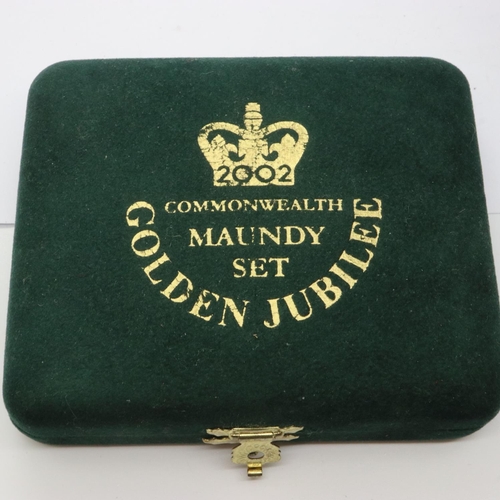 2002
COMMONWEALTH
MAUNDY
SET
GOLDEN JUBILEE